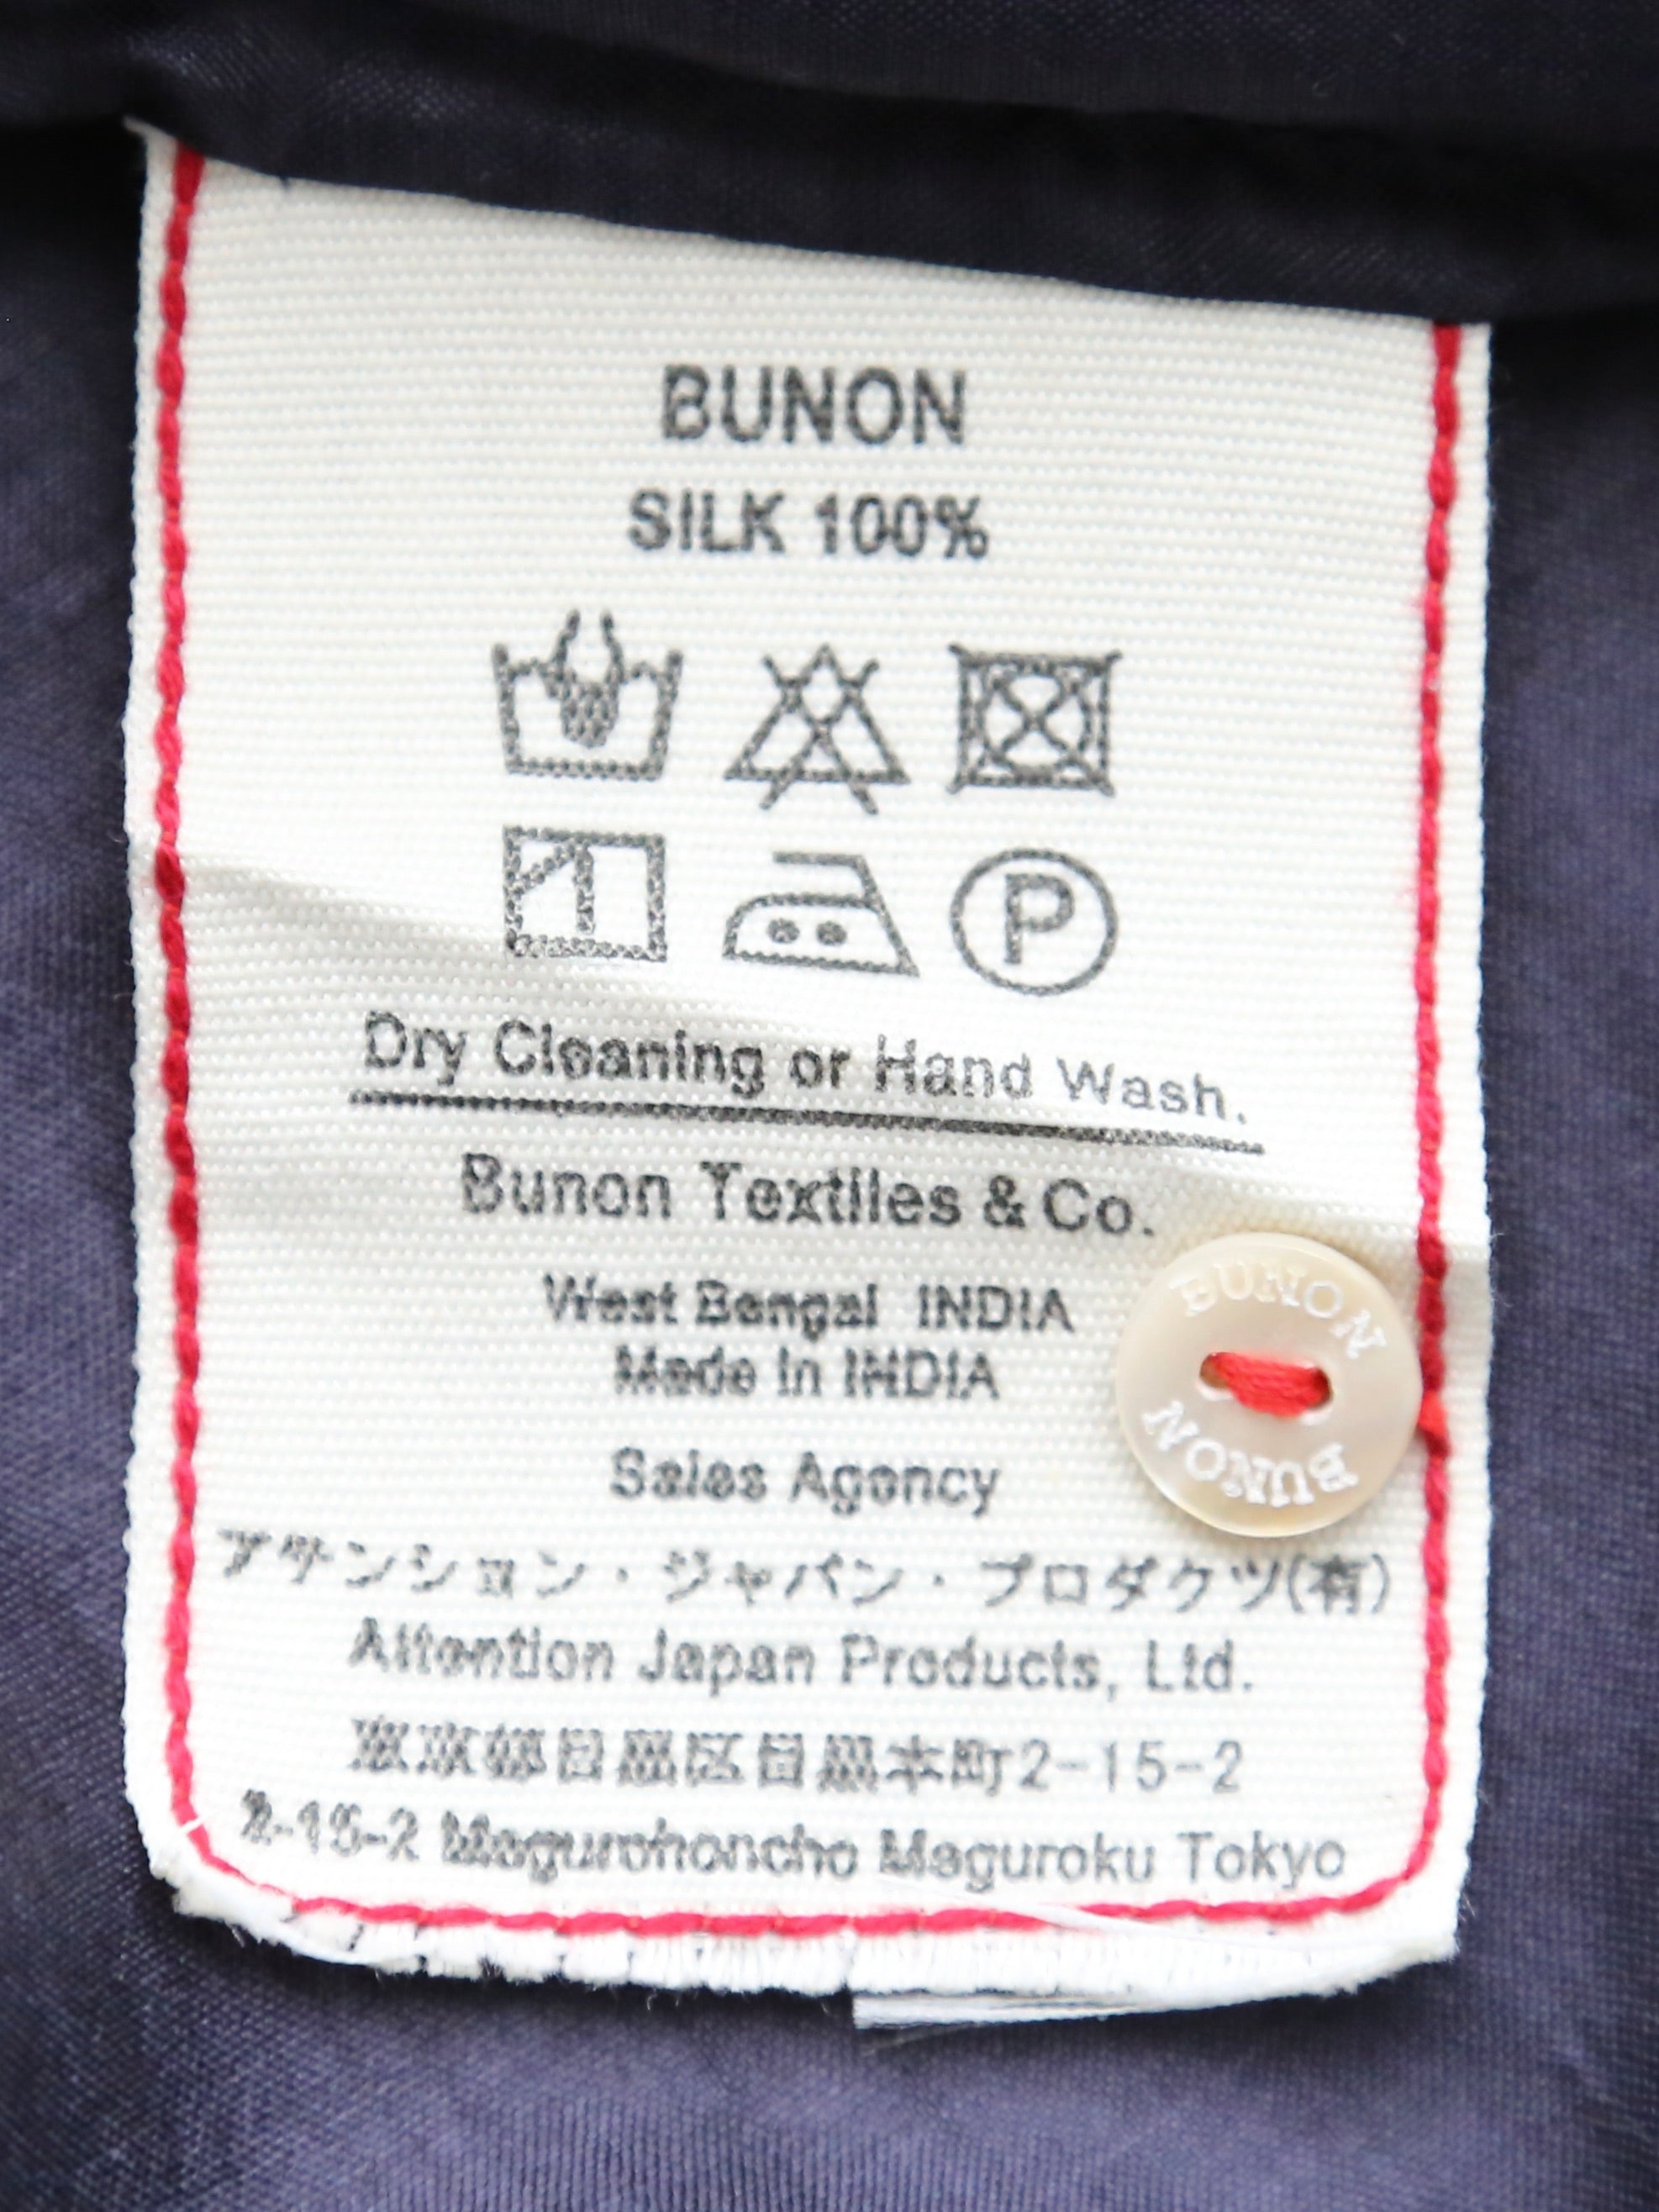 BUNON
SILK 100%
P
Dry Cleaning or Hand Wash.
Bunon Textiles & Co.
West Bengal INDIA
Made in INDIA
BUNON
BUNON
Sales Agency
アテンション・ジャパン・プロダクツ(有)
Attention Japan Products, Ltd.
東京都目黒区目黒本町2-15-2
2-15-2 Megurohoncho Meguroku Tokyo